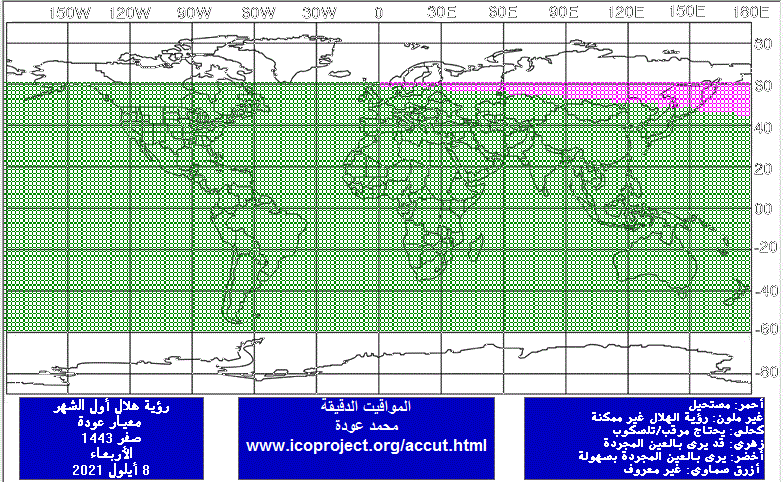 150W 120W 90W 60W 30W 0 30E 60E 90E 120E 150E 180E
80
60
40
20
00
-20
-40
-60
-80
رؤية هلال أول الشهر
معيار عودة
صفر 1443
الأربعاء
8 أيلول 2021
المواقيت الدقيقة
محمد عودة
www.icoproject.org/accut.html
أحمر: مستحيل
غير ملون: رؤية الهلال غير ممكنة
كحلي: يحتاج مرقب/تلسكوب
زهري: قد يرى بالعين المجردة
أخضر: يرى بالعين المجردة بسهولة
أزرق سماوي: غير معروف